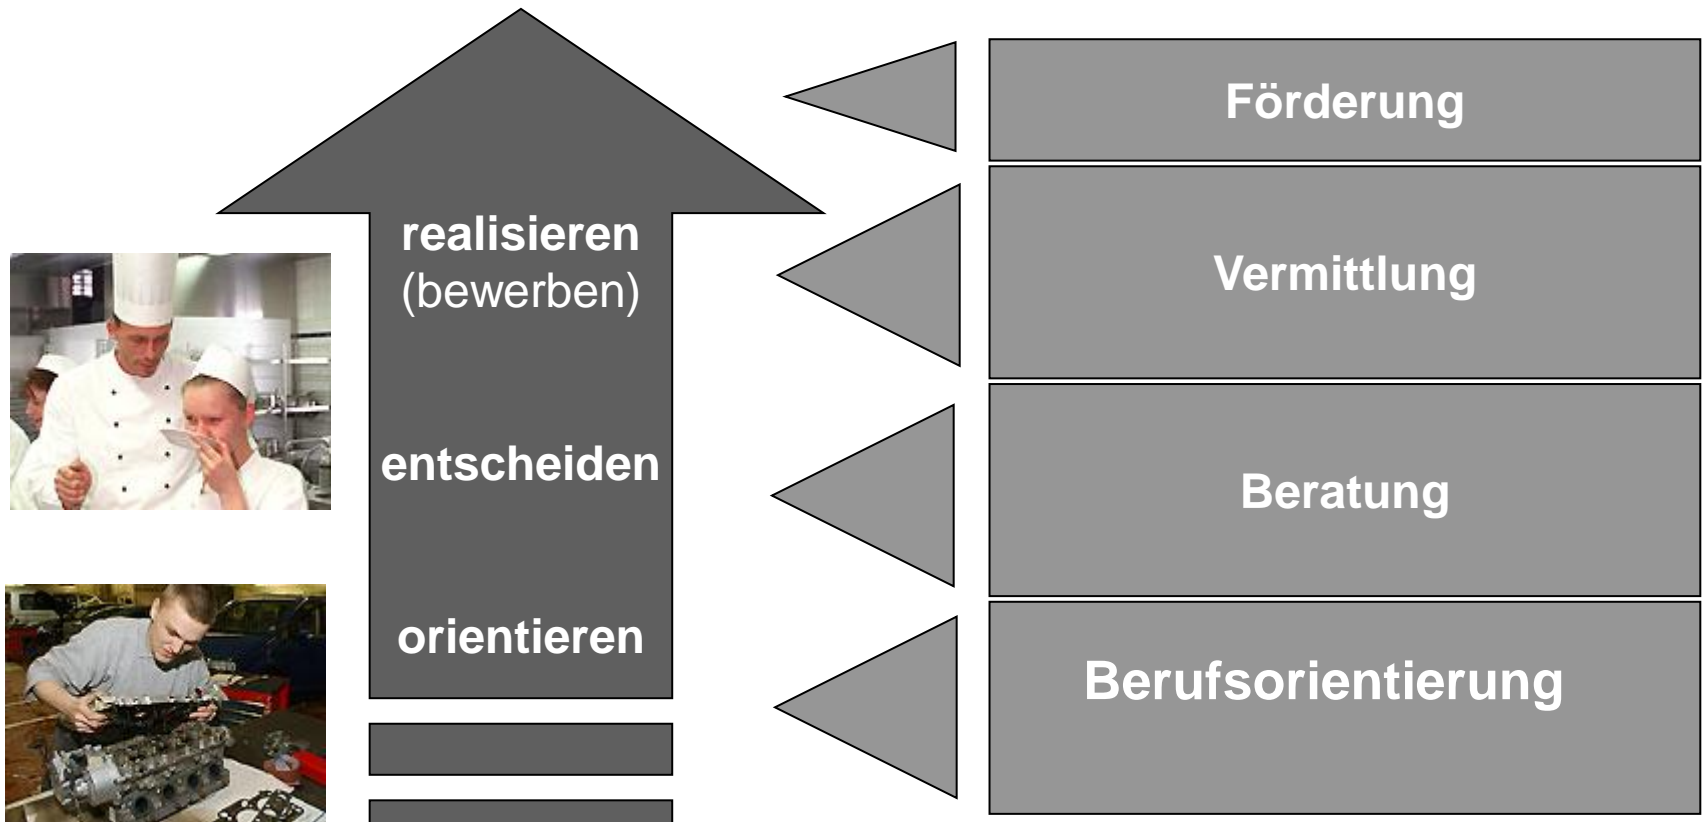 realisieren
(bewerben)
entscheiden
orientieren
Förderung
Vermittlung
Beratung
Berufsorientierung